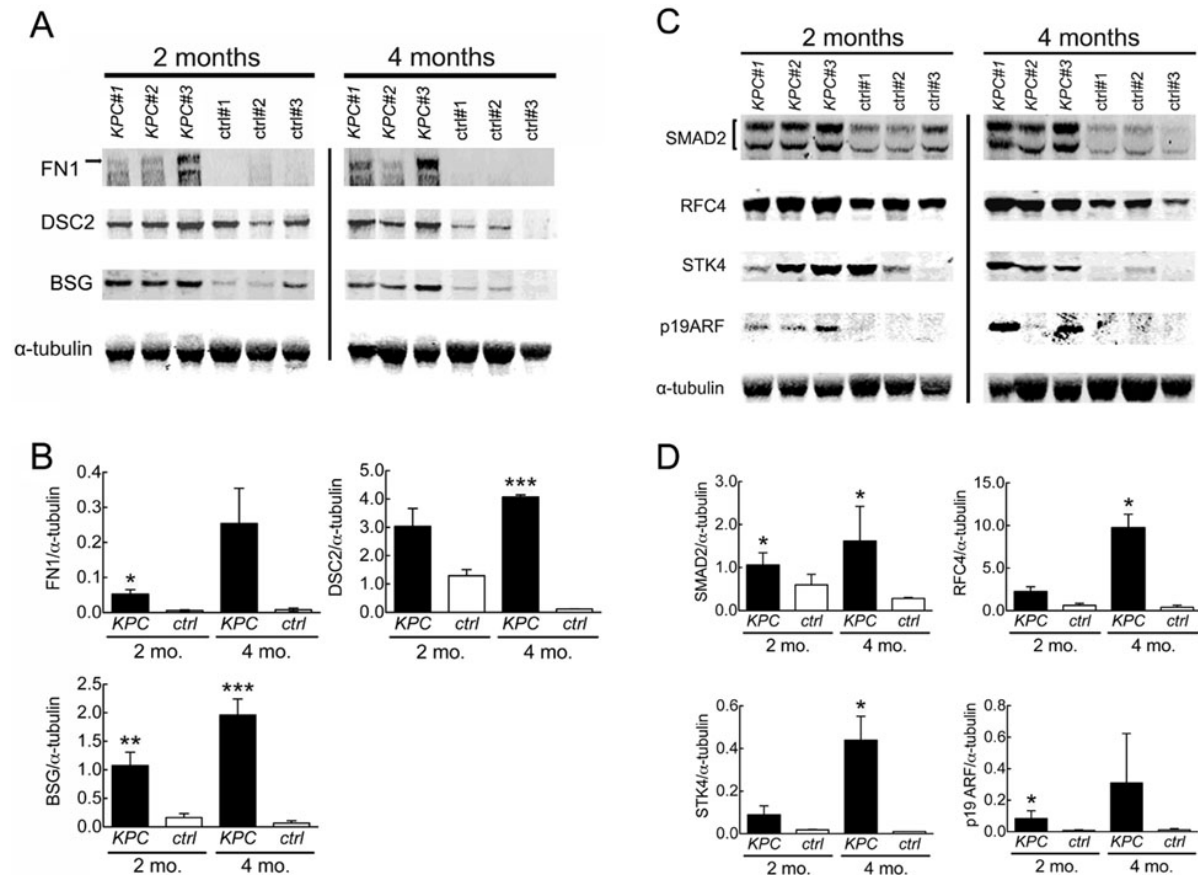 A
2 months
4 months
KPC#1 KPC#2 KPC#3 ctrl#1 ctrl#2 ctrl#3 KPC#1 KPC#2 KPC#3 ctrl#1 ctrl#2 ctrl#3
FN1
DSC2
BSG
α-tubulin
B
FN1/α-tubulin
0.4
0.3
0.2
0.1
0.0
*
KPC ctrl KPC ctrl
2 mo. 4 mo.
DSC2/α-tubulin
5.0
4.0
3.0
2.0
1.0
0.0
***
KPC ctrl KPC ctrl
2 mo. 4 mo.
BSG/α-tubulin
2.5
2.0
1.5
1.0
0.5
0.0
** ***
KPC ctrl KPC ctrl
2 mo. 4 mo.
C
2 months
4 months
KPC#1 KPC#2 KPC#3 ctrl#1 ctrl#2 ctrl#3 KPC#1 KPC#2 KPC#3 ctrl#1 ctrl#2 ctrl#3
SMAD2
RFC4
STK4
p19ARF
α-tubulin
D
SMAD2/α-tubulin
3.0
2.0
1.0
0.0
* *
KPC ctrl KPC ctrl
2 mo. 4 mo.
RFC4/α-tubulin
15.0
10.0
5.0
0.0
*
KPC ctrl KPC ctrl
2 mo. 4 mo.
STK4/α-tubulin
0.6
0.4
0.2
0.0
*
KPC ctrl KPC ctrl
2 mo. 4 mo.
p19 ARF/α-tubulin
0.8
0.6
0.4
0.2
0.0
*
KPC ctrl KPC ctrl
2 mo. 4 mo.